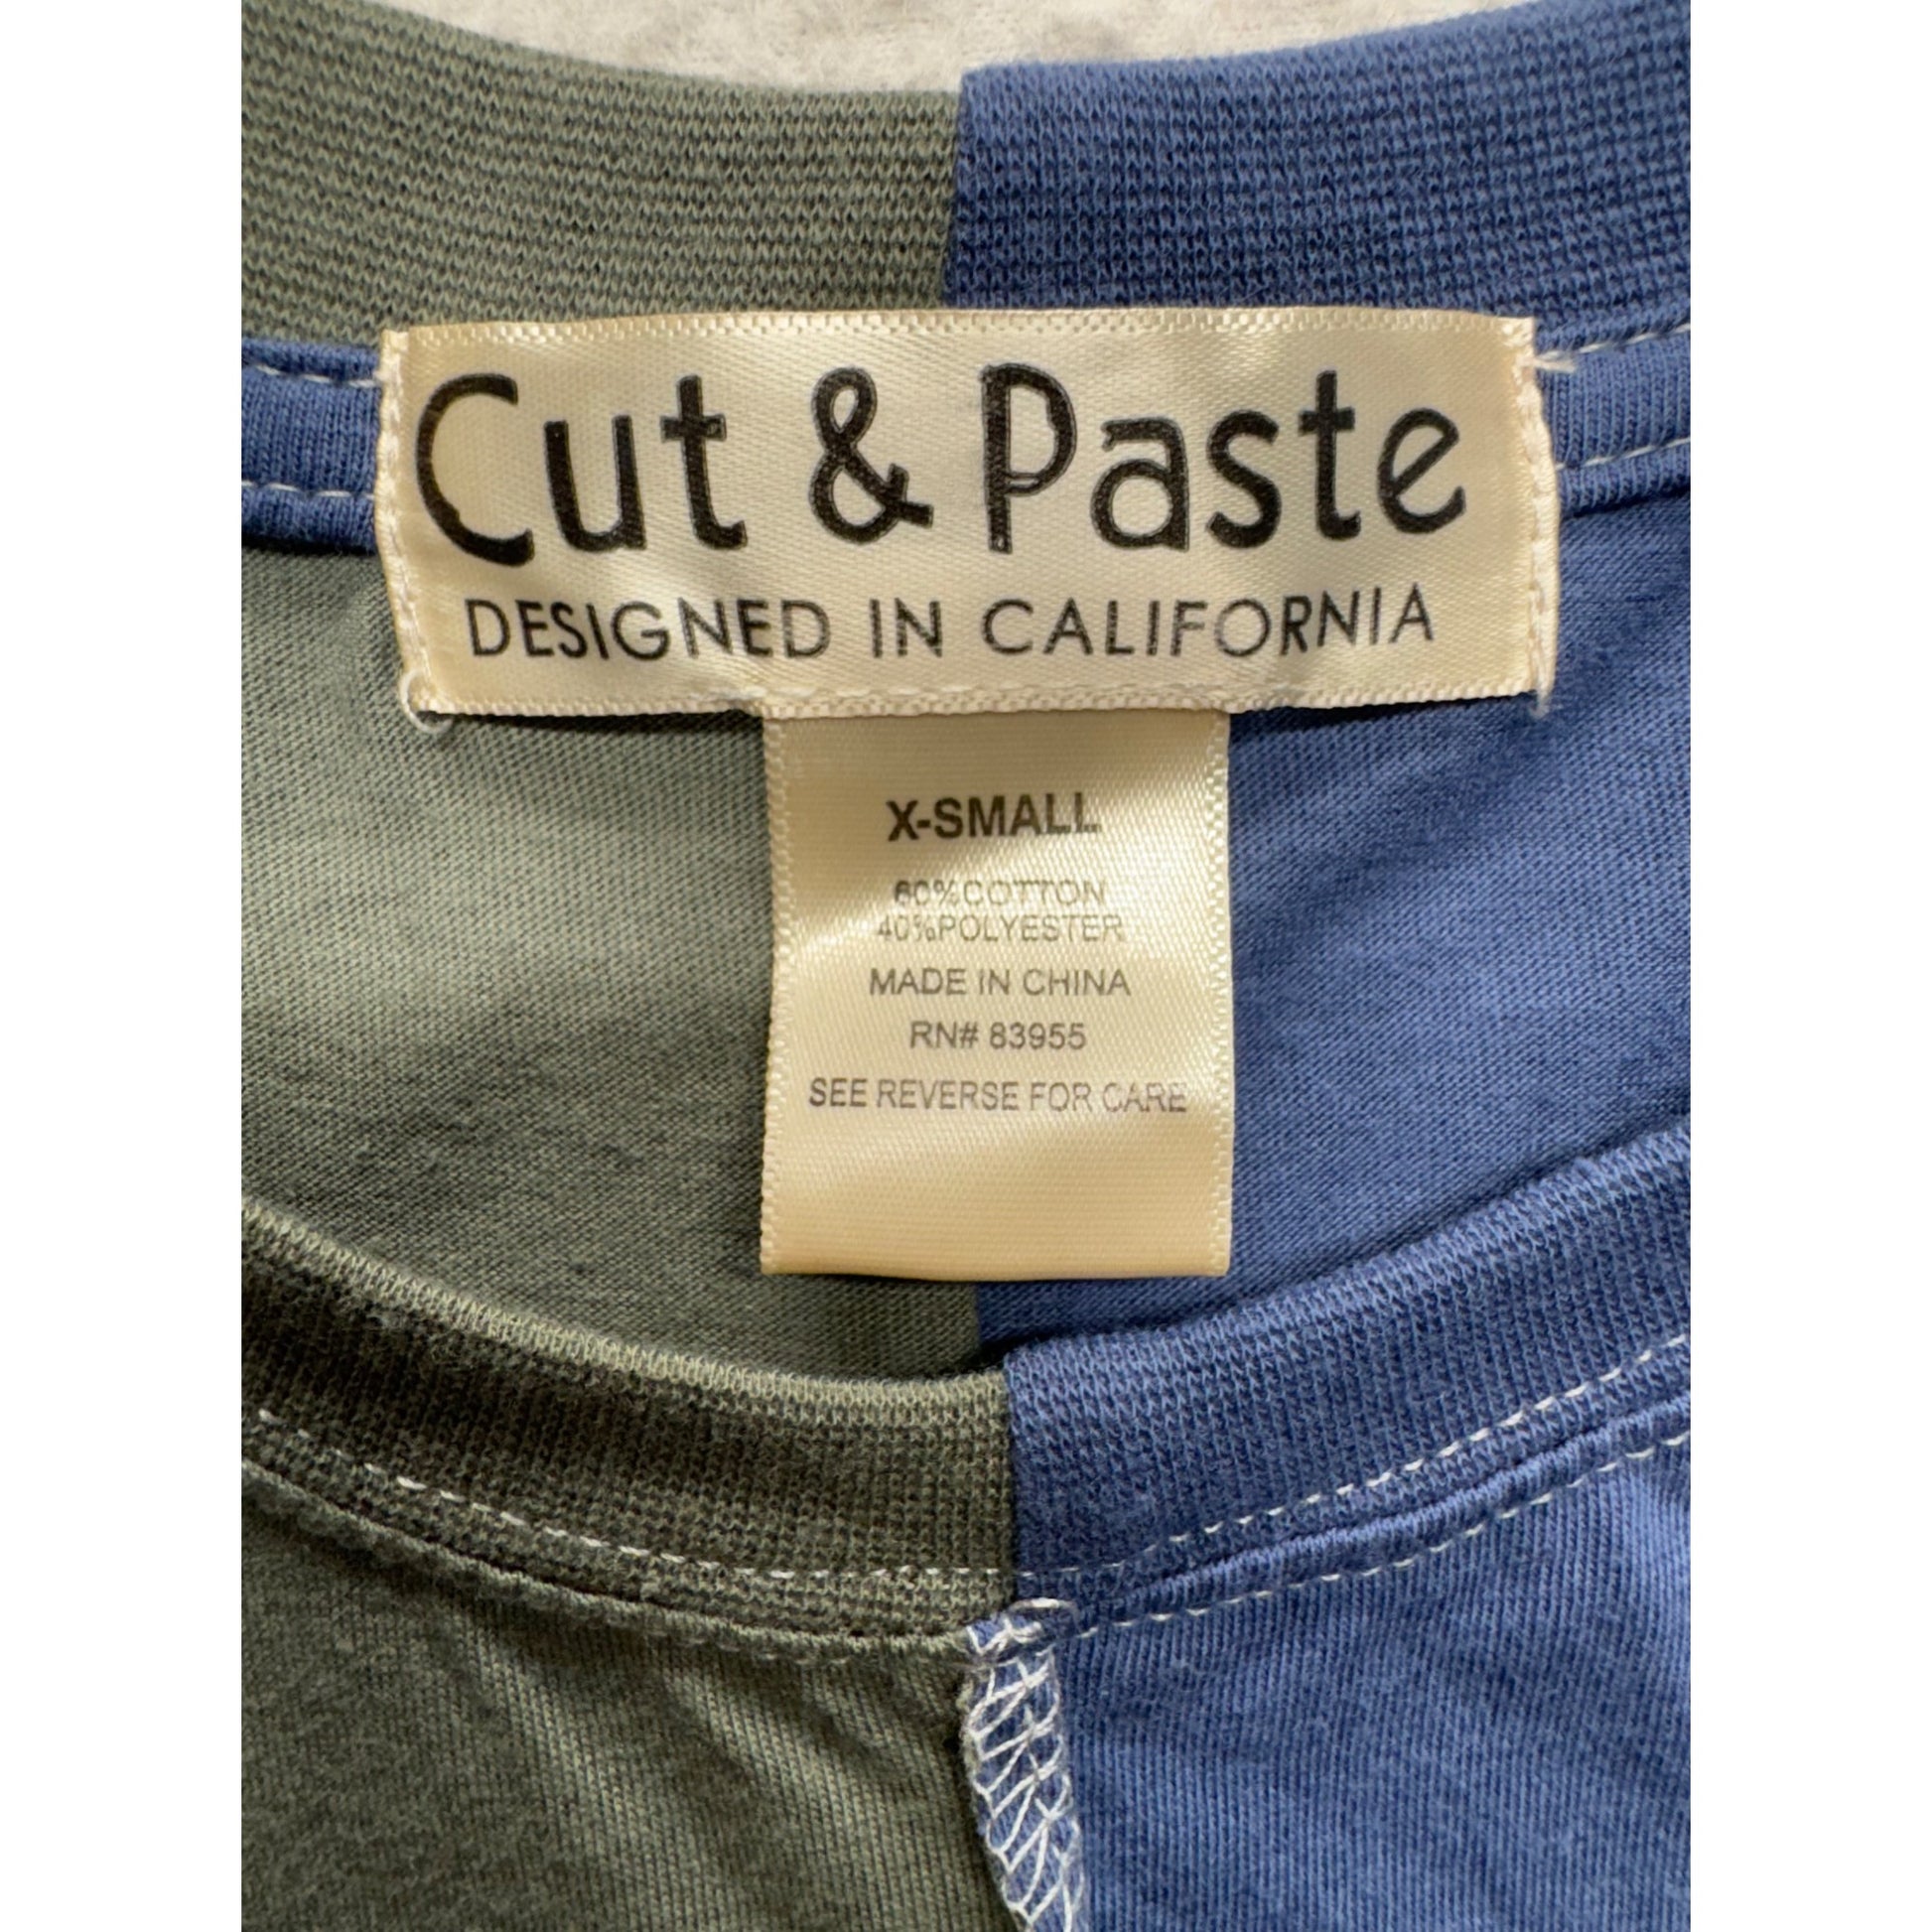 Cut & Paste
DESIGNED IN CALIFORNIA
X-SMALL
60%COTTON
40%POLYESTER
MADE IN CHINA
RN# 83955
SEE REVERSE FOR CARE